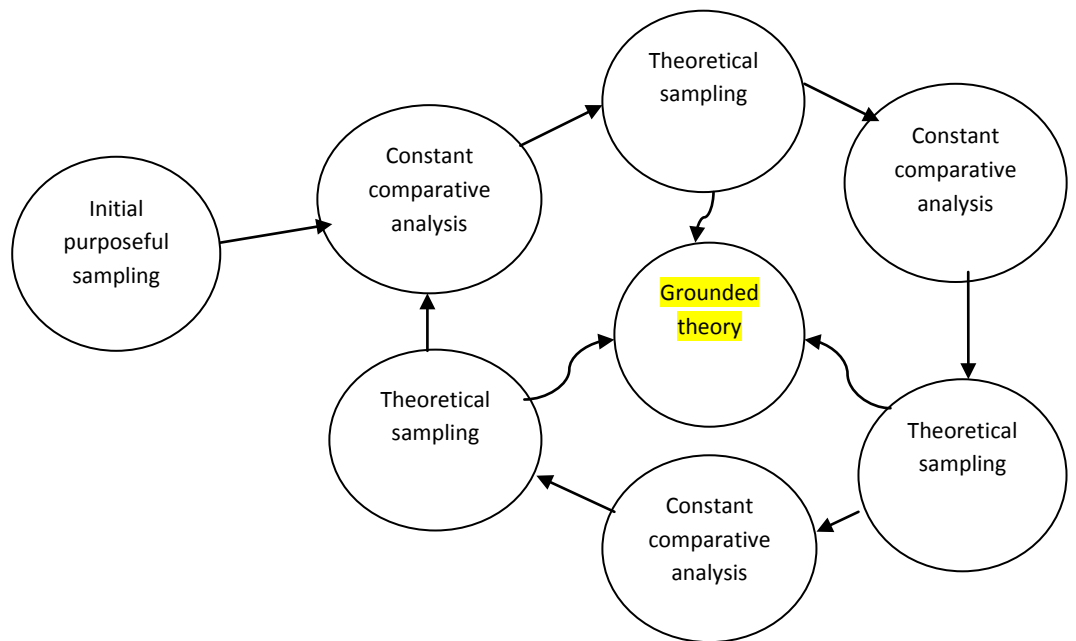 Initial
purposeful
sampling
Constant
comparative
analysis
Theoretical
sampling
Constant
comparative
analysis
Theoretical
sampling
Constant
comparative
analysis
Theoretical
sampling
Grounded
theory